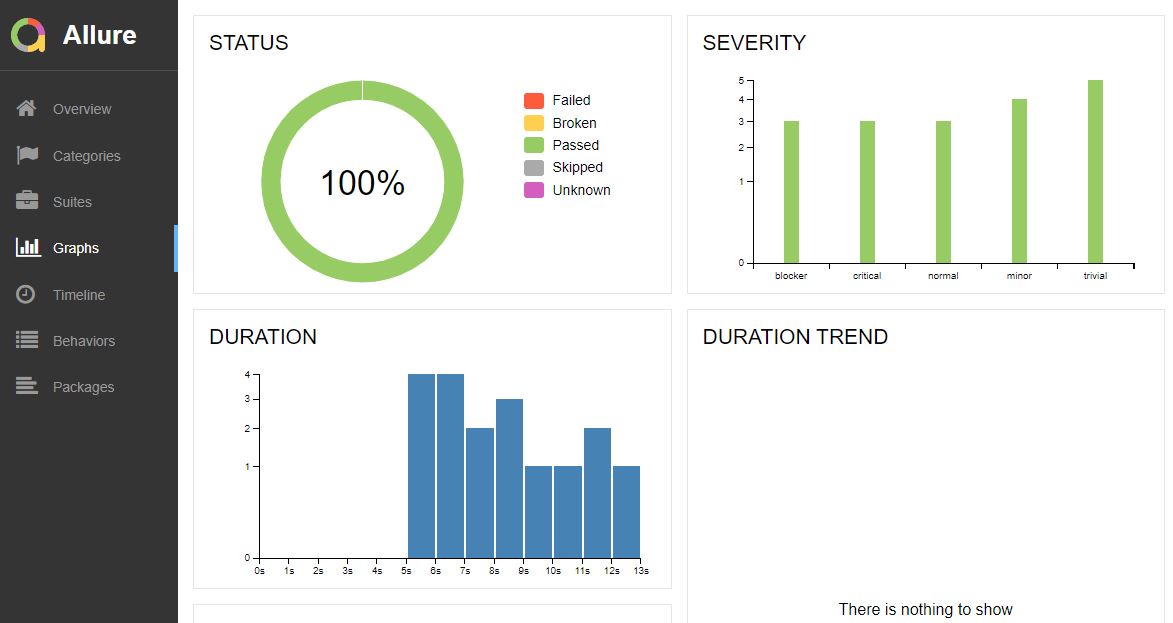 Allure
Overview
Categories
Suites
Graphs
Timeline
Behaviors
Packages
STATUS
100%
Failed
Broken
Passed
Skipped
Unknown
SEVERITY
5
4
3
2
1
0
blocker critical normal minor trivial
DURATION
4
3
2
1
0
0s 1s 2s 3s 4s 5s 6s 7s 8s 9s 10s 11s 12s 13s
DURATION TREND
There is nothing to show